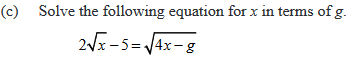 (c) Solve the following equation for x in terms of g.
2√x − 5 = √4x − g